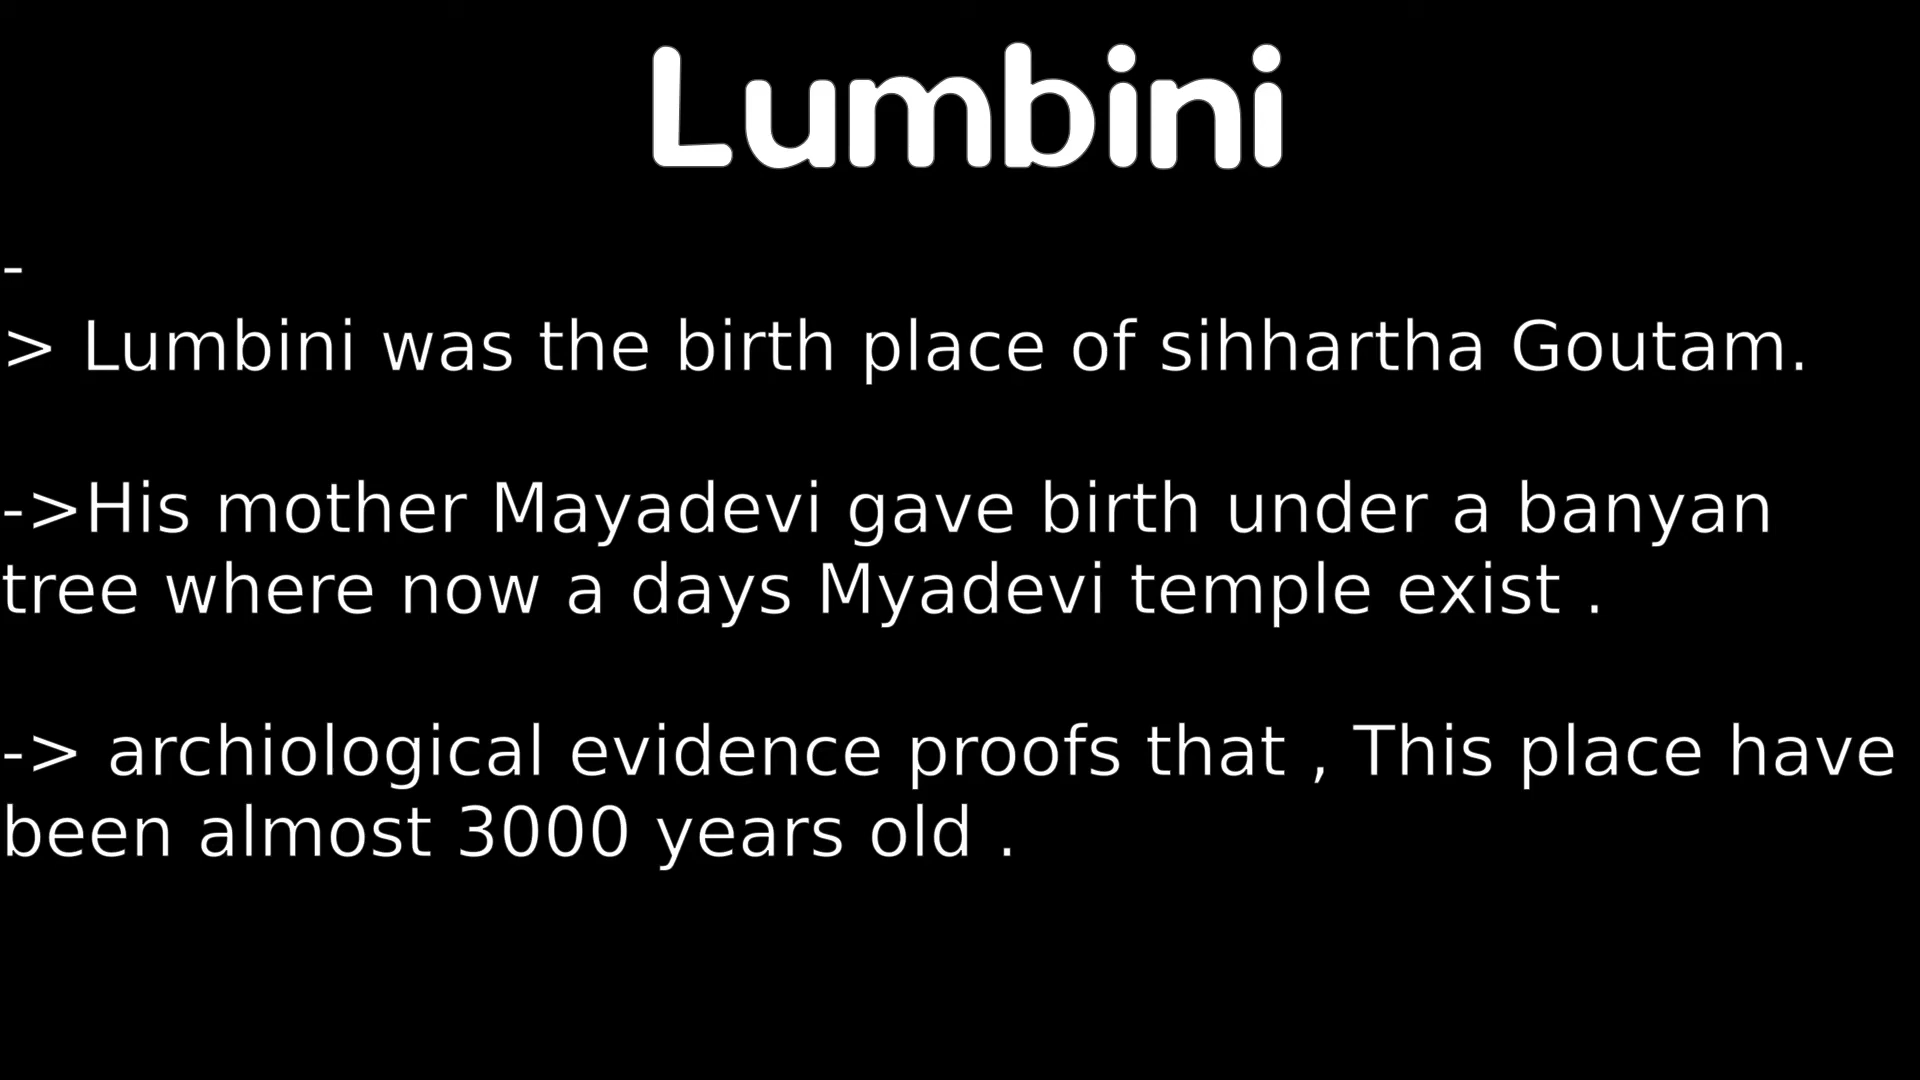 Lumbini
-
> Lumbini was the birth place of sihhartha Goutam.
->His mother Mayadevi gave birth under a banyan
tree where now a days Myadevi temple exist .
-> archiological evidence proofs that , This place have
been almost 3000 years old .